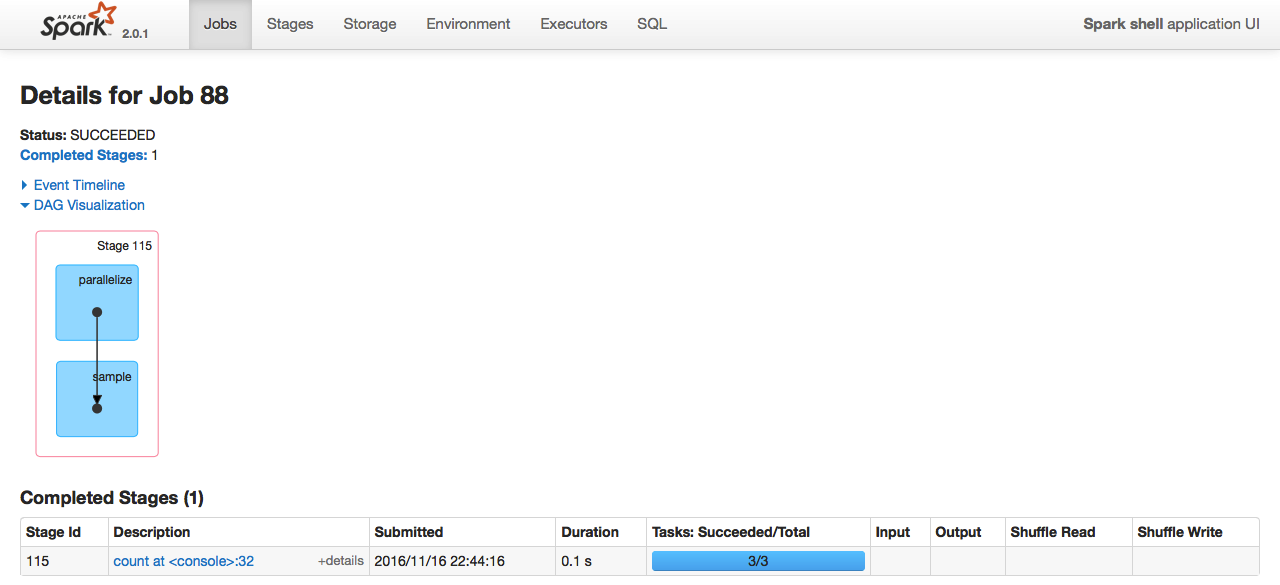 APACHE
Spark 2.0.1 Jobs Stages Storage Environment Executors SQL Spark shell application UI
Details for Job 88
Status: SUCCEEDED
Completed Stages: 1
Event Timeline
DAG Visualization
Stage 115
parallelize
sample
Completed Stages (1)
Stage Id Description Submitted Duration Tasks: Succeeded/Total Input Output Shuffle Read Shuffle Write
115 count at <console>:32 +details 2016/11/16 22:44:16 0.1 s 3/3